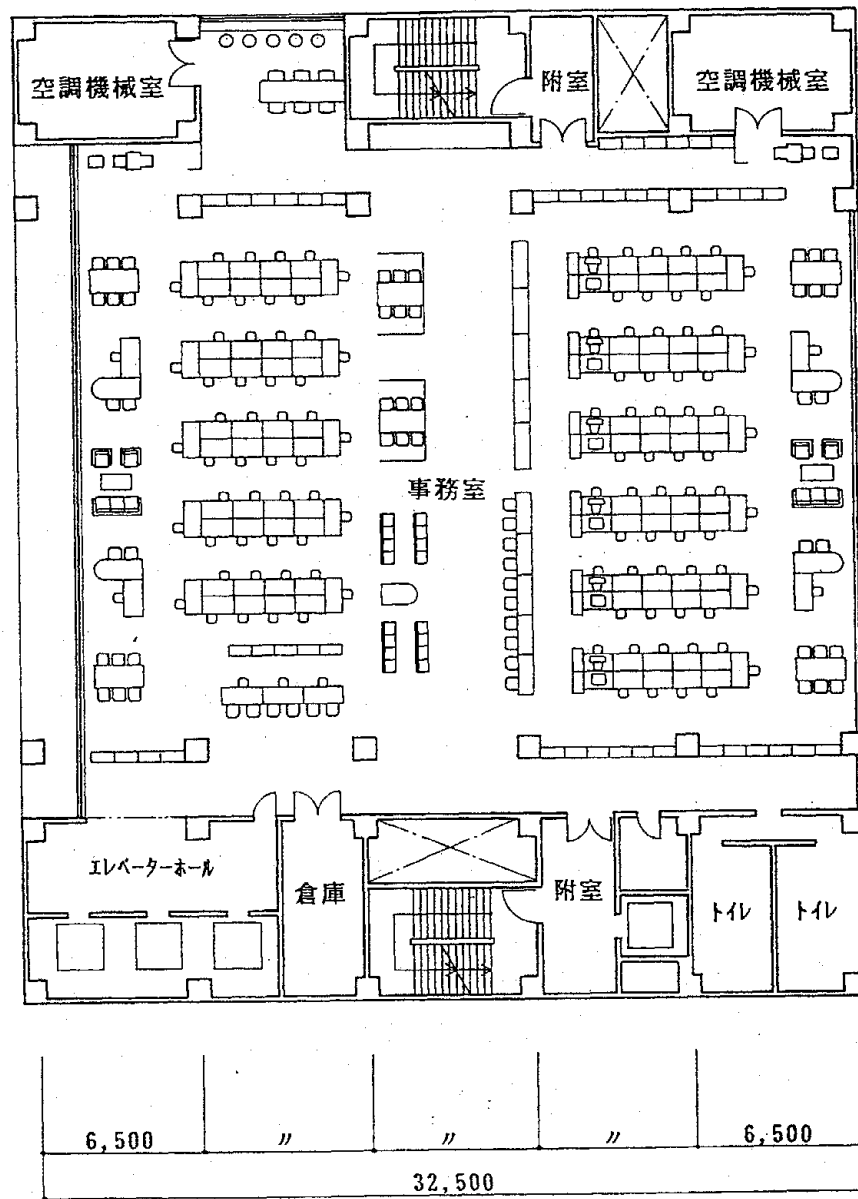 空調機械室
附室
空調機械室
事務室
エレベーターホール
倉庫
附室
トイレ
トイレ
6,500
〃
〃
〃
6,500
32,500